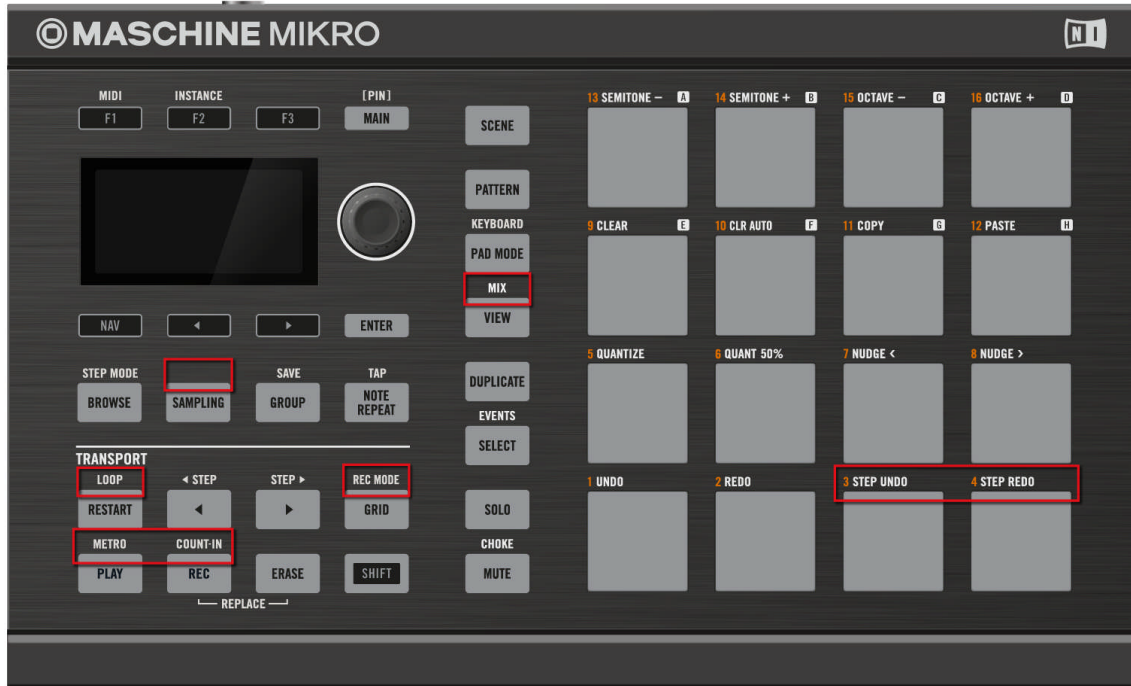 MASCHINE MIKRO
NI
MIDI INSTANCE [PIN]
F1 F2 F3 MAIN
SCENE
PATTERN
KEYBOARD
PAD MODE
MIX
VIEW
NAV ◀ ▶ ENTER
STEP MODE SAVE TAP
BROWSE SAMPLING GROUP NOTE REPEAT
DUPLICATE
EVENTS
SELECT
TRANSPORT
LOOP ◀ STEP STEP ▶ REC MODE
RESTART ◀ ▶ GRID
SOLO
METRO COUNT-IN
PLAY REC ERASE SHIFT
REPLACE
CHOKE
MUTE
13 SEMITONE – A 14 SEMITONE + B 15 OCTAVE – C 16 OCTAVE + D
9 CLEAR E 10 CLR AUTO F 11 COPY G 12 PASTE H
5 QUANTIZE 6 QUANT 50% 7 NUDGE < 8 NUDGE >
1 UNDO 2 REDO 3 STEP UNDO 4 STEP REDO